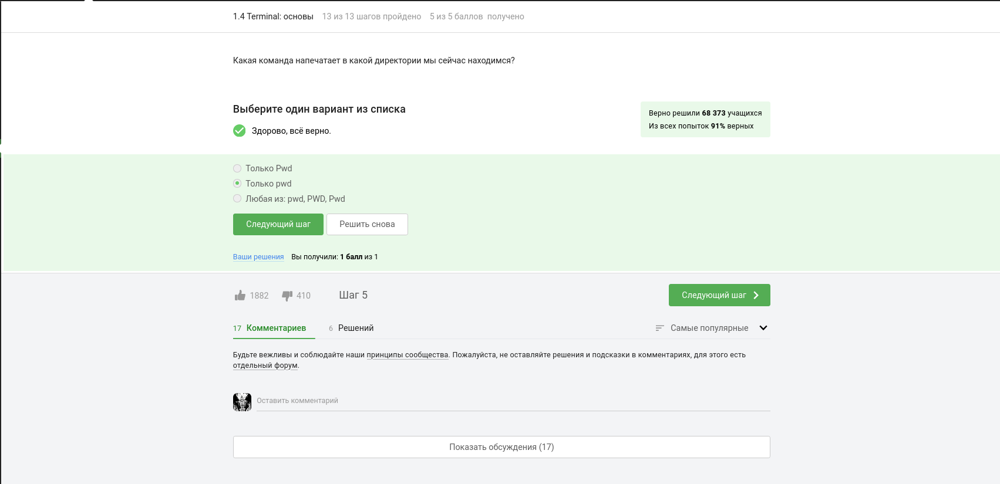 1.4 Terminal: основы 13 из 13 шагов пройдено 5 из 5 баллов получено
Какая команда напечатает в какой директории мы сейчас находимся?
Выберите один вариант из списка
Здорово, всё верно.
Верно решили 68 373 учащихся
Из всех попыток 91% верных
Только Pwd
Только pwd
Любая из: pwd, PWD, Pwd
Следующий шаг Решить снова
Ваши решения Вы получили: 1 балл из 1
1882 410 Шаг 5 Следующий шаг
17 Комментариев 6 Решений Самые популярные
Будьте вежливы и соблюдайте наши принципы сообщества. Пожалуйста, не оставляйте решения и подсказки в комментариях, для этого есть
отдельный форум.
Оставить комментарий
Показать обсуждения (17)